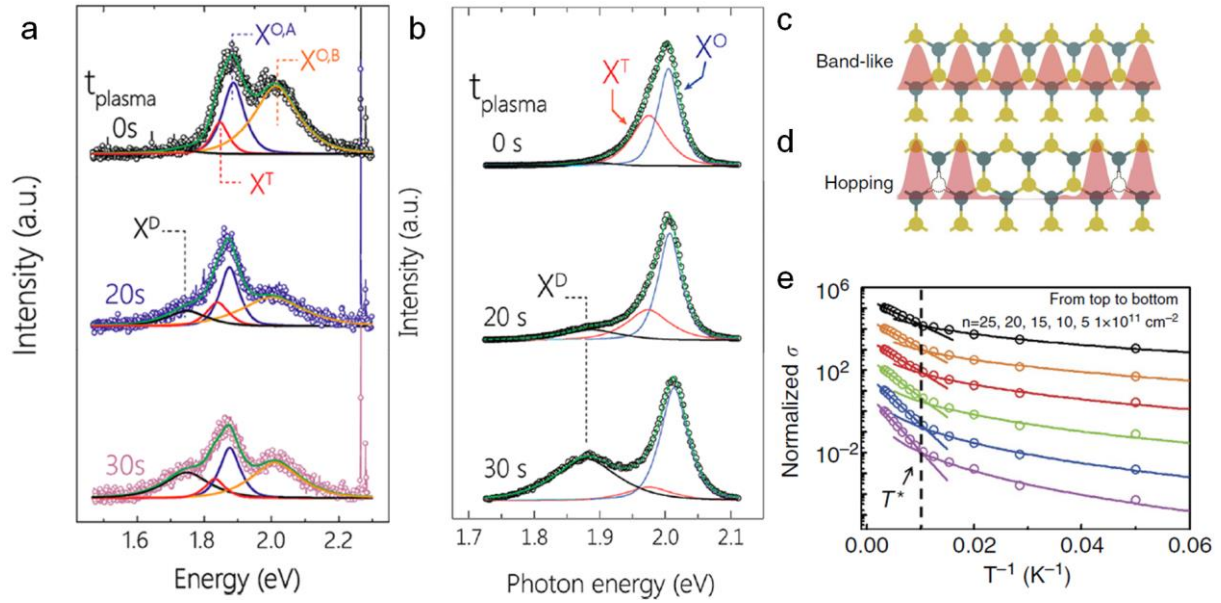 a
Intensity (a.u.)
t plasma
0s
X^O,A
X^O,B
X^T
X^D
20s
30s
1.6 1.8 2.0 2.2
Energy (eV)
b
Intensity (a.u.)
t plasma
0 s
X^T
X^O
X^D
20 s
30 s
1.7 1.8 1.9 2.0 2.1
Photon energy (eV)
c
Band-like
d
Hopping
e
Normalized σ
10^6
10^2
10^-2
From top to bottom
n=25, 20, 15, 10, 5 1×10^11 cm^-2
T*
0.00 0.02 0.04 0.06
T^-1 (K^-1)